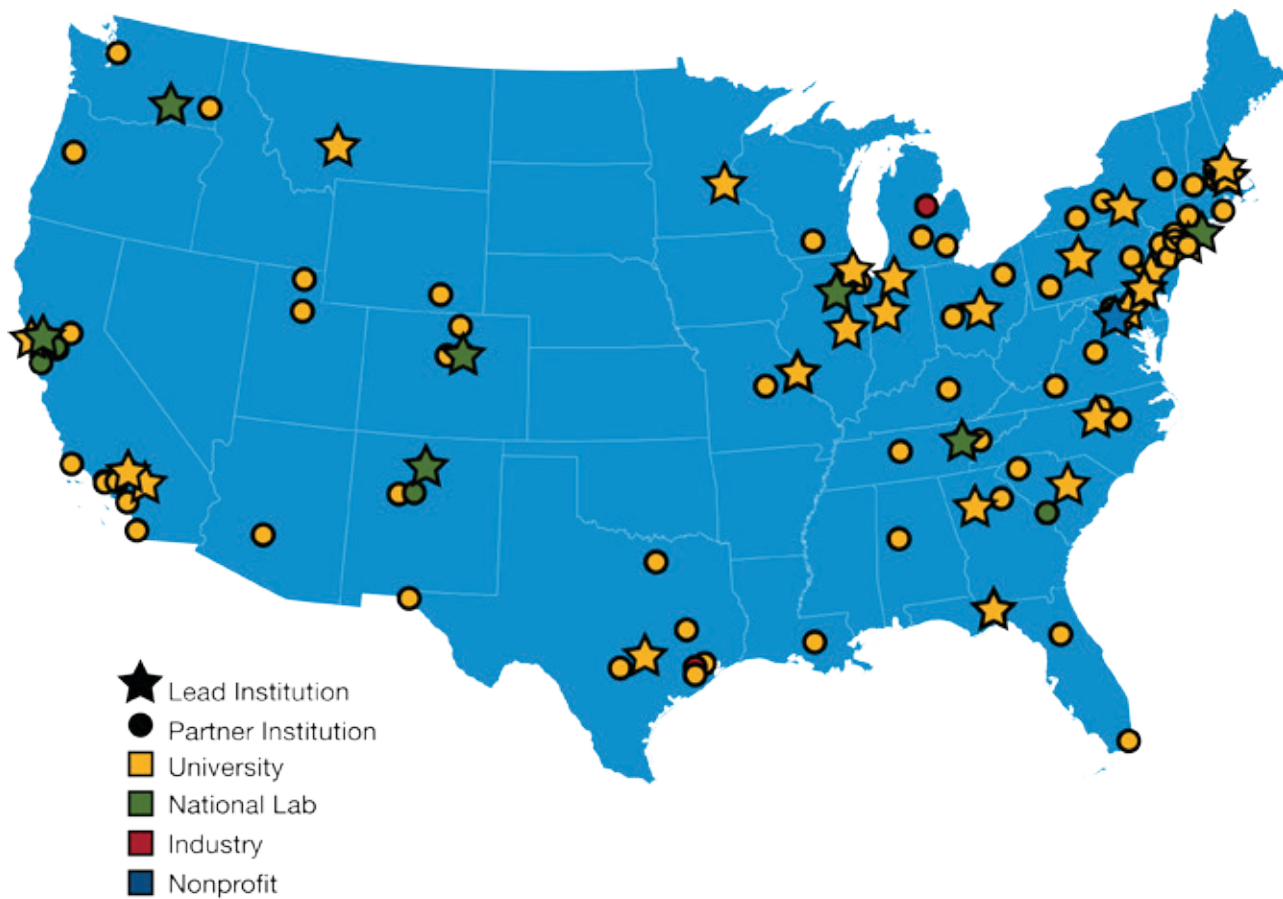 Lead Institution
Partner Institution
University
National Lab
Industry
Nonprofit